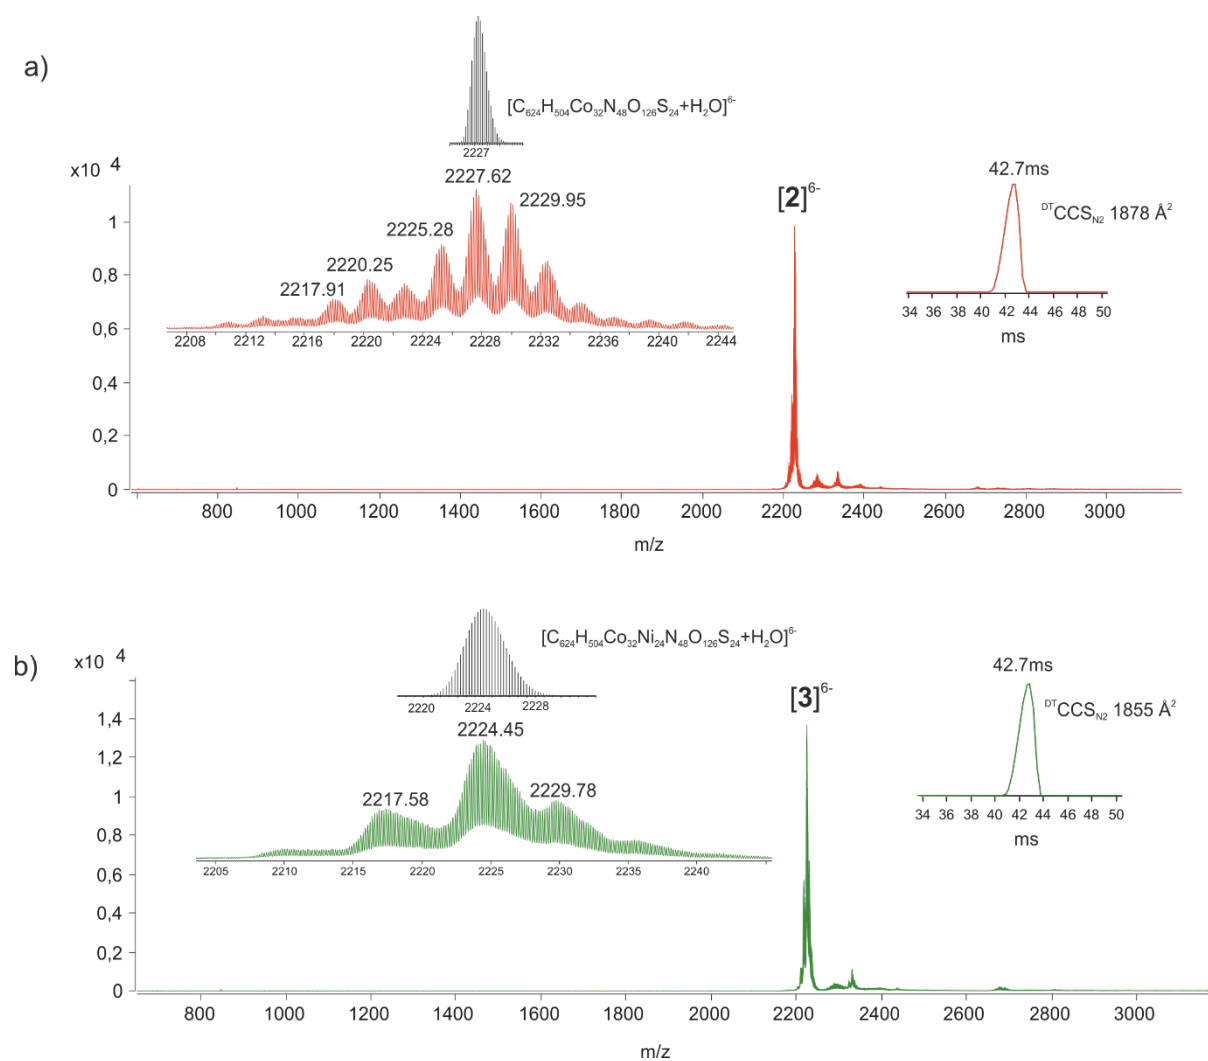 a)
[C₆₂₄H₅₀₄Co₃₂N₄₈O₁₂₆S₂₄+H₂O]⁶⁻
2227
x10 4
2227.62
2229.95
2225.28
2220.25
2217.91
[2]⁶⁻
42.7ms
ᴰᵀCCS_N2 1878 Å²
1
0,8
0,6
0,4
0,2
0
2208 2212 2216 2220 2224 2228 2232 2236 2240 2244
34 36 38 40 42 44 46 48 50
ms
800 1000 1200 1400 1600 1800 2000 2200 2400 2600 2800 3000
m/z
b)
[C₆₂₄H₅₀₄Co₃₂Ni₂₄N₄₈O₁₂₆S₂₄+H₂O]⁶⁻
x10 4
2220 2224 2228
2224.45
2217.58
2229.78
[3]⁶⁻
42.7ms
ᴰᵀCCS_N2 1855 Å²
1,4
1,2
1
0,8
0,6
0,4
0,2
0
2205 2210 2215 2220 2225 2230 2235 2240
34 36 38 40 42 44 46 48 50
ms
800 1000 1200 1400 1600 1800 2000 2200 2400 2600 2800 3000
m/z